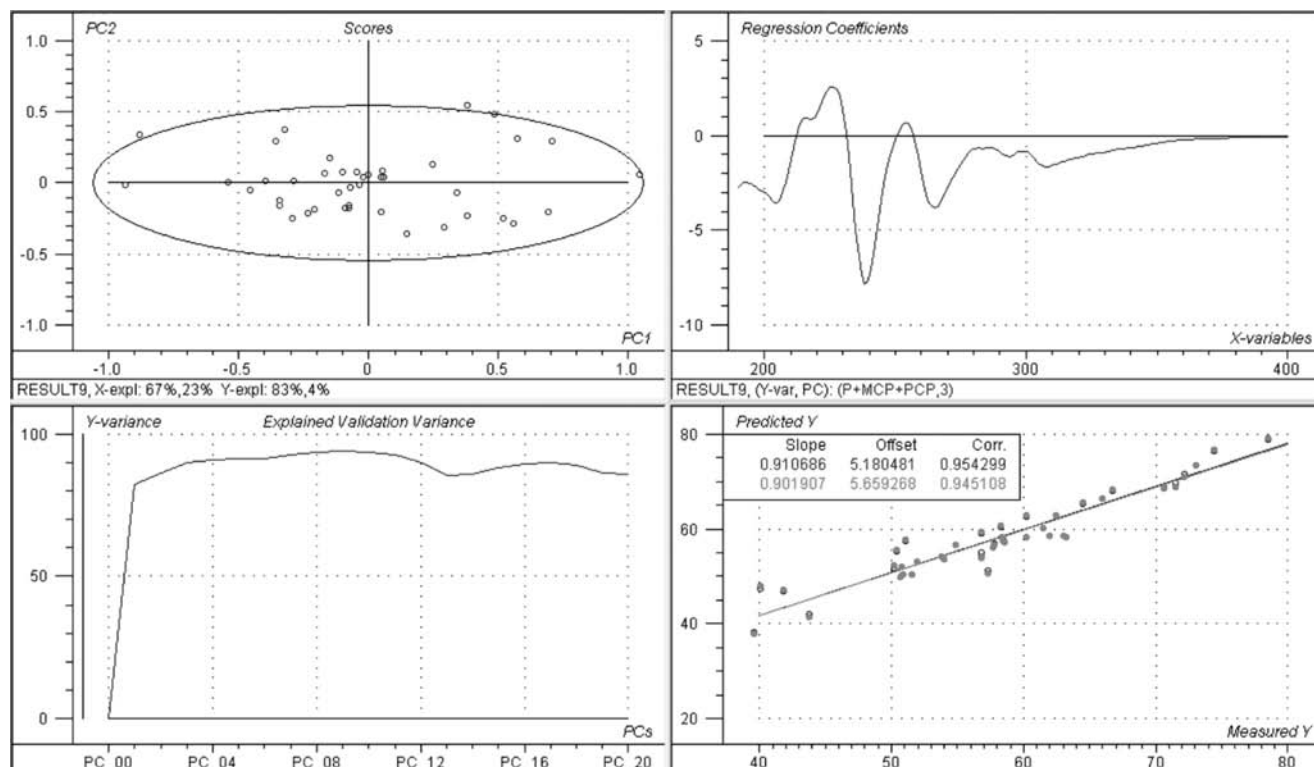 PC2 Scores
1.0
0.5
0
-0.5
-1.0
PC1
-1.0 -0.5 0 0.5 1.0
RESULT9, X-expl: 67%,23% Y-expl: 83%,4%
Regression Coefficients
5
0
-5
-10
X-variables
200 300 400
RESULT9, (Y-var, PC): (P+MCP+PCP,3)
Y-variance Explained Validation Variance
100
50
0
PCs
PC_00 PC_04 PC_08 PC_12 PC_16 PC_20
Predicted Y
80
Slope Offset Corr.
0.910686 5.180481 0.954299
0.901907 5.659268 0.945108
60
40
20
Measured Y
40 50 60 70 80